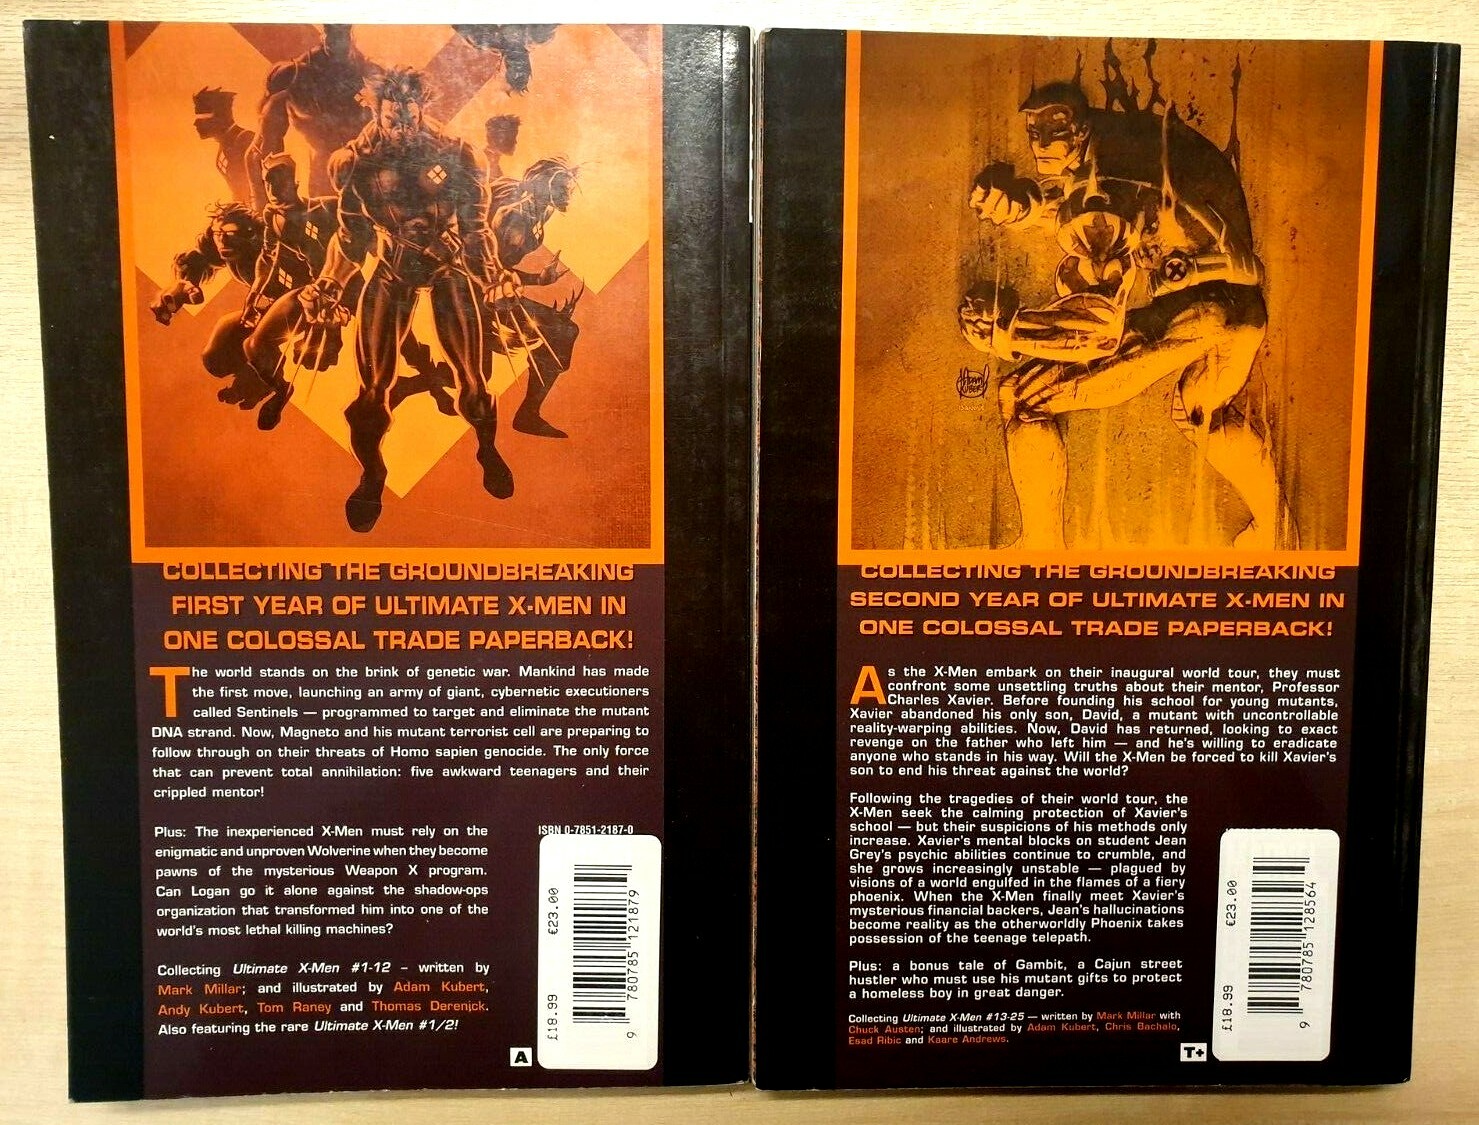 COLLECTING THE GROUNDBREAKING
FIRST YEAR OF ULTIMATE X-MEN IN
ONE COLOSSAL TRADE PAPERBACK!
The world stands on the brink of genetic war. Mankind has made
the first move, launching an army of giant, cybernetic executioners
called Sentinels — programmed to target and eliminate the mutant
DNA strand. Now, Magneto and his mutant terrorist cell are preparing to
follow through on their threats of Homo sapien genocide. The only force
that can prevent total annihilation: five awkward teenagers and their
crippled mentor!
Plus: The inexperienced X-Men must rely on the
enigmatic and unproven Wolverine when they become
pawns of the mysterious Weapon X program.
Can Logan go it alone against the shadow-ops
organization that transformed him into one of the
world's most lethal killing machines?
Collecting Ultimate X-Men #1-12 – written by
Mark Millar; and illustrated by Adam Kubert,
Andy Kubert, Tom Raney and Thomas Derenick.
Also featuring the rare Ultimate X-Men #1/2!
A
ISBN 0-7851-2187-0
€23.00
£18.99
9 780785 121879
ADAM
KUBERT
COLLECTING THE GROUNDBREAKING
SECOND YEAR OF ULTIMATE X-MEN IN
ONE COLOSSAL TRADE PAPERBACK!
As the X-Men embark on their inaugural world tour, they must
confront some unsettling truths about their mentor, Professor
Charles Xavier. Before founding his school for young mutants,
Xavier abandoned his only son, David, a mutant with uncontrollable
reality-warping abilities. Now, David has returned, looking to exact
revenge on the father who left him — and he's willing to eradicate
anyone who stands in his way. Will the X-Men be forced to kill Xavier's
son to end his threat against the world?
Following the tragedies of their world tour, the
X-Men seek the calming protection of Xavier's
school — but their suspicions of his methods only
increase. Xavier's mental blocks on student Jean
Grey's psychic abilities continue to crumble, and
she grows increasingly unstable — plagued by
visions of a world engulfed in the flames of a fiery
phoenix. When the X-Men finally meet Xavier's
mysterious financial backers, Jean's hallucinations
become reality as the otherworldly Phoenix takes
possession of the teenage telepath.
Plus: a bonus tale of Gambit, a Cajun street
hustler who must use his mutant gifts to protect
a homeless boy in great danger.
Collecting Ultimate X-Men #13-25 — written by Mark Millar with
Chuck Austen; and illustrated by Adam Kubert, Chris Bachalo,
Esad Ribic and Kaare Andrews.
T+
€23.00
£18.99
9 780785 128564